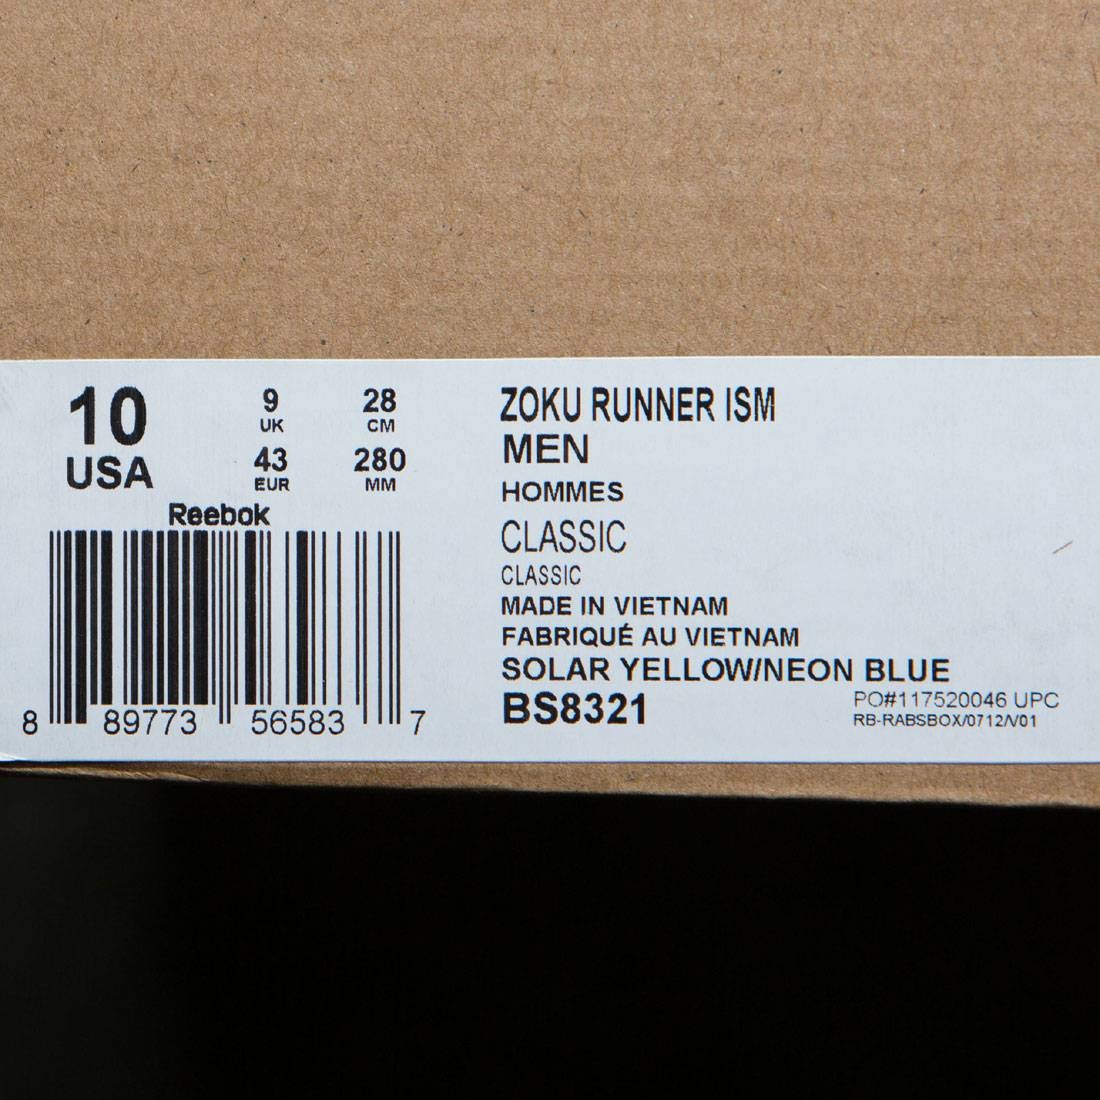 10
USA
9
UK
28
CM
43
EUR
280
MM
Reebok
8 89773 56583 7
ZOKU RUNNER ISM
MEN
HOMMES
CLASSIC
CLASSIC
MADE IN VIETNAM
FABRIQUÉ AU VIETNAM
SOLAR YELLOW/NEON BLUE
BS8321
PO#117520046 UPC
RB-RABSBOX/0712/V01